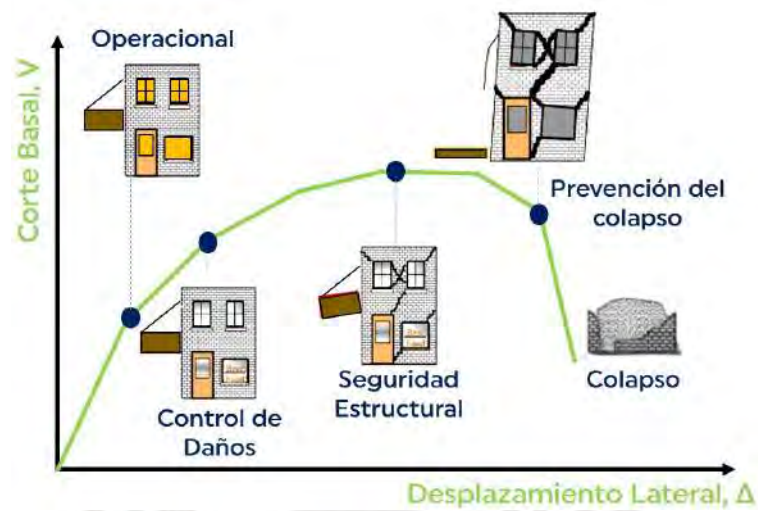 Operacional
Corte Basal, V
Prevención del
colapso
Control de
Daños
Seguridad
Estructural
Colapso
Desplazamiento Lateral, Δ